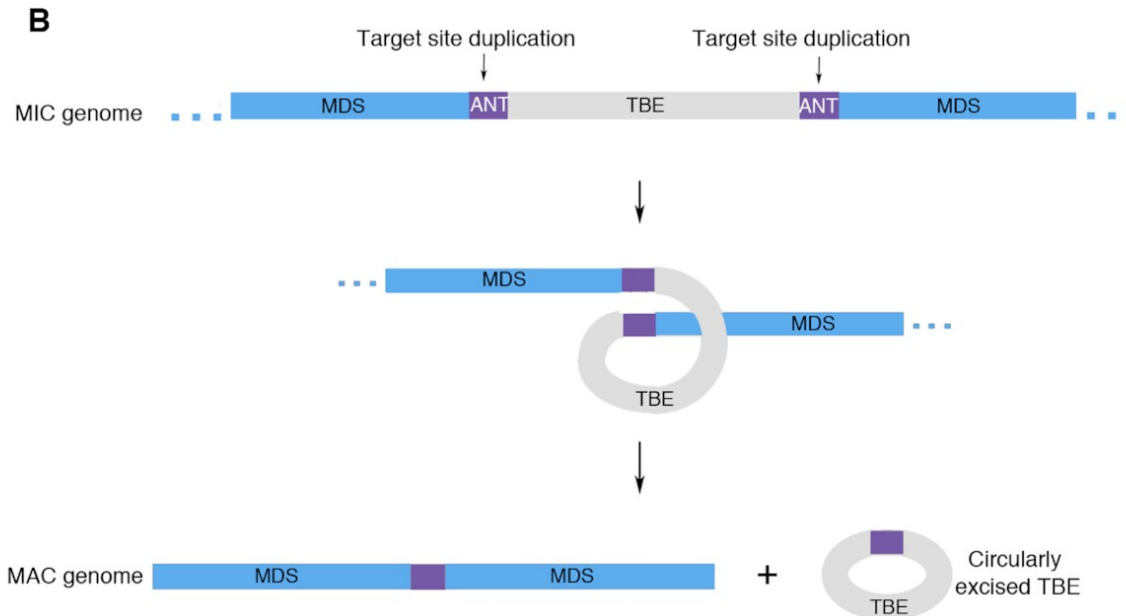 B
Target site duplication Target site duplication
MIC genome MDS ANT TBE ANT MDS
MDS
MDS
TBE
MAC genome MDS MDS + Circularly
excised TBE
TBE